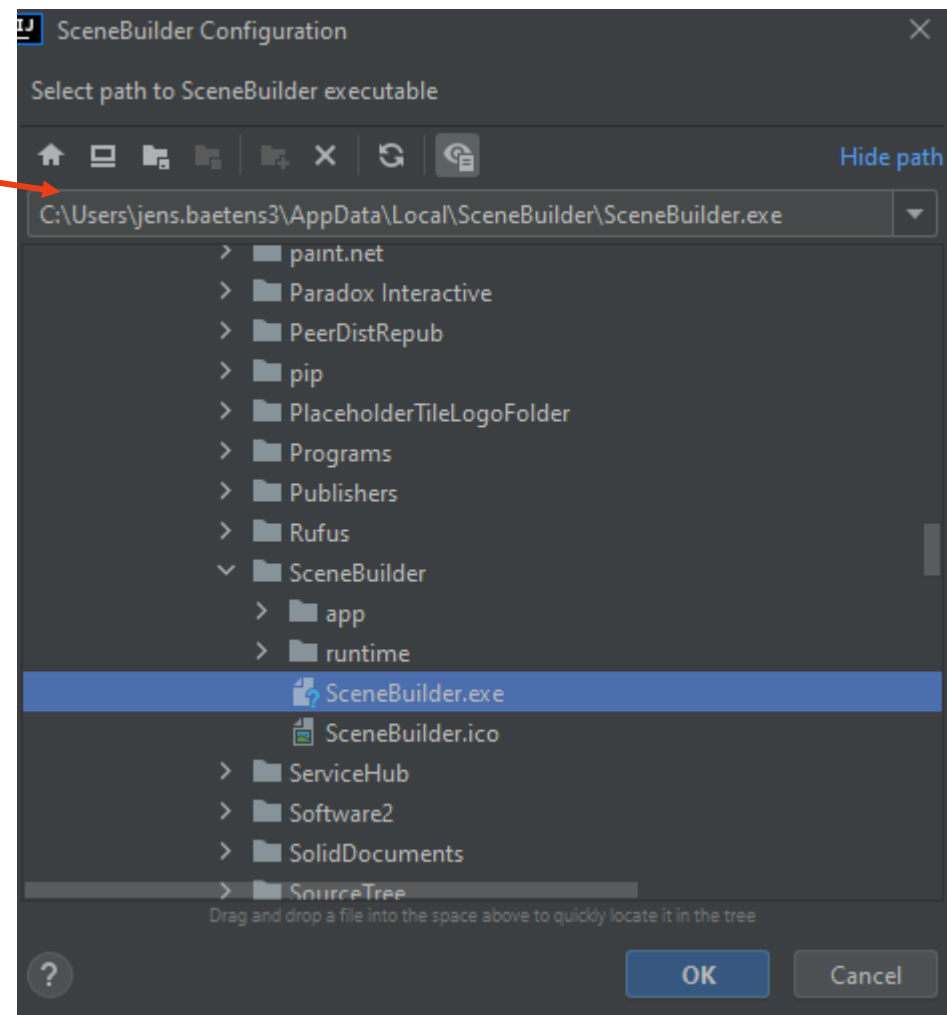 IJ
SceneBuilder Configuration
Select path to SceneBuilder executable
Hide path
C:\Users\jens.baetens3\AppData\Local\SceneBuilder\SceneBuilder.exe
paint.net
Paradox Interactive
PeerDistRepub
pip
PlaceholderTileLogoFolder
Programs
Publishers
Rufus
SceneBuilder
app
runtime
SceneBuilder.exe
SceneBuilder.ico
ServiceHub
Software2
SolidDocuments
SourceTree
Drag and drop a file into the space above to quickly locate it in the tree
?
OK
Cancel